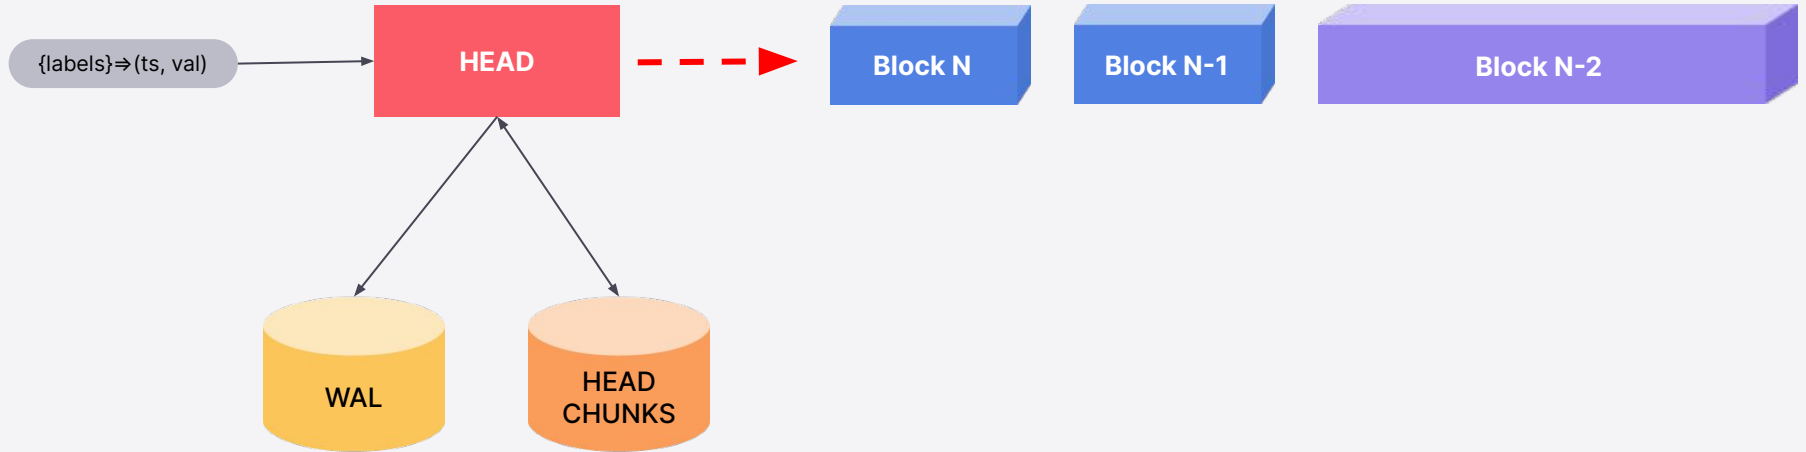 {labels}⇒(ts, val)
HEAD
Block N
Block N-1
Block N-2
WAL
HEAD
CHUNKS